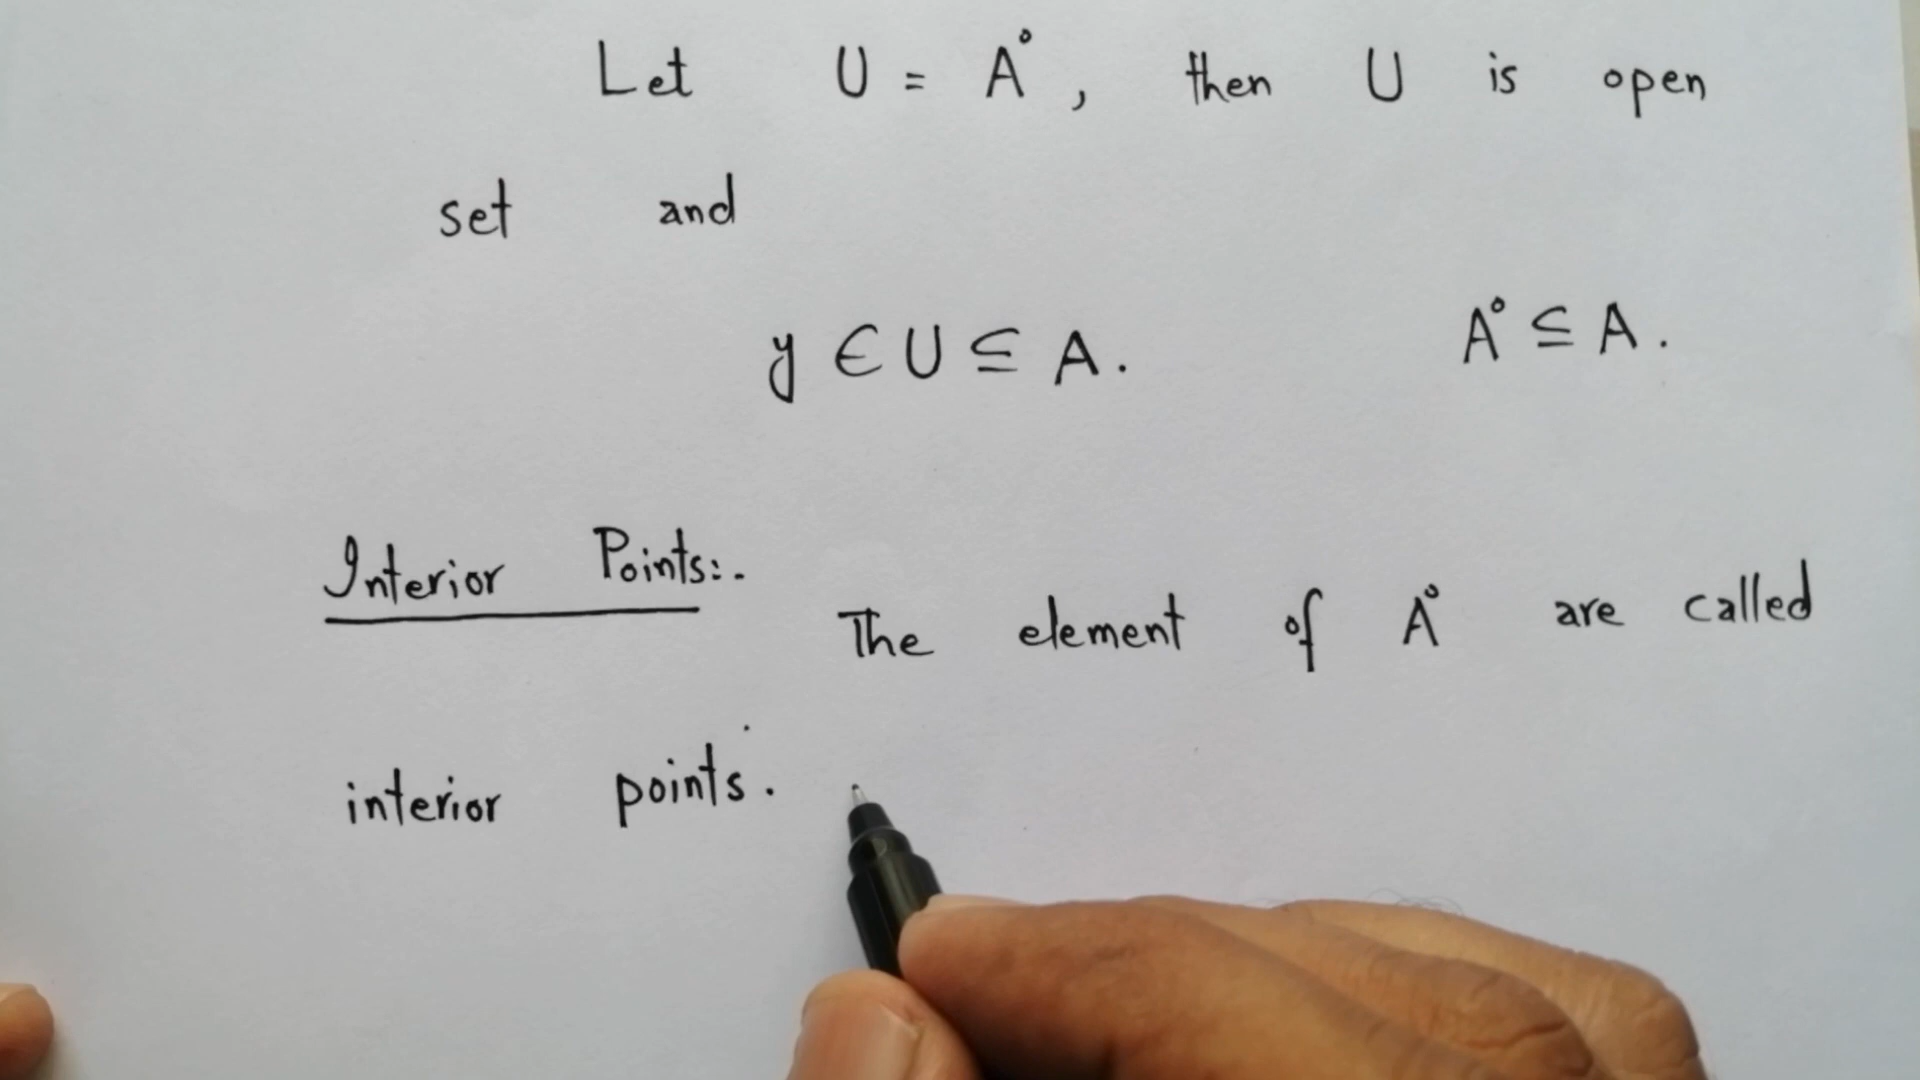 Let U = A°, then U is open
set and
y ∈ U ⊆ A. A° ⊆ A.
Interior Points:- The element of A° are called
interior points.